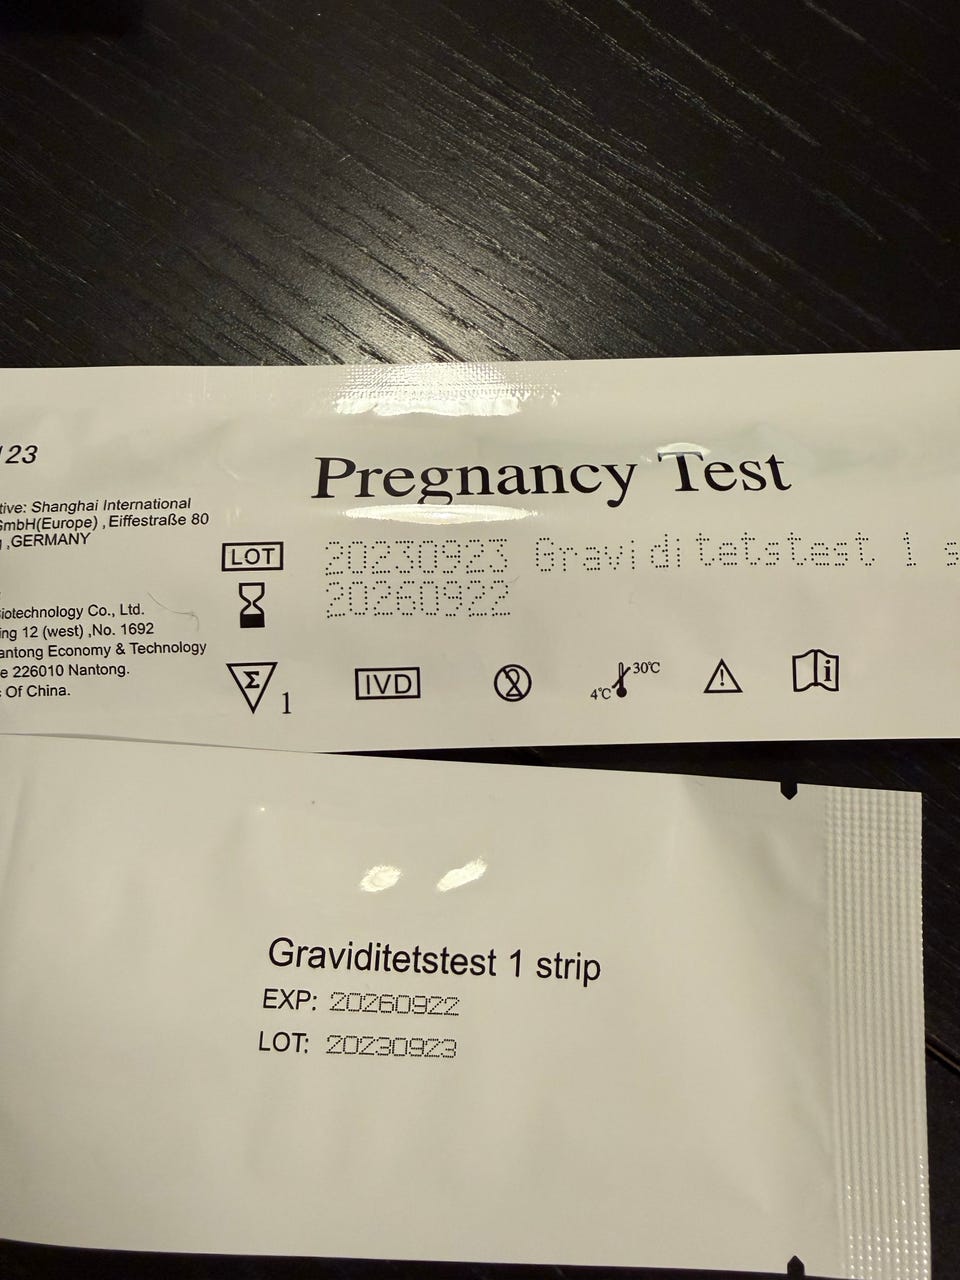 123
Pregnancy Test
tive: Shanghai International
GmbH(Europe) ,Eiffestraße 80
,GERMANY
LOT 20230923 Graviditetstest 1 s
20260922
iotechnology Co., Ltd.
ing 12 (west) ,No. 1692
antong Economy & Technology
e 226010 Nantong.
Of China.
Σ 1
IVD
2
4°C 30°C
i
Graviditetstest 1 strip
EXP: 20260922
LOT: 20230923